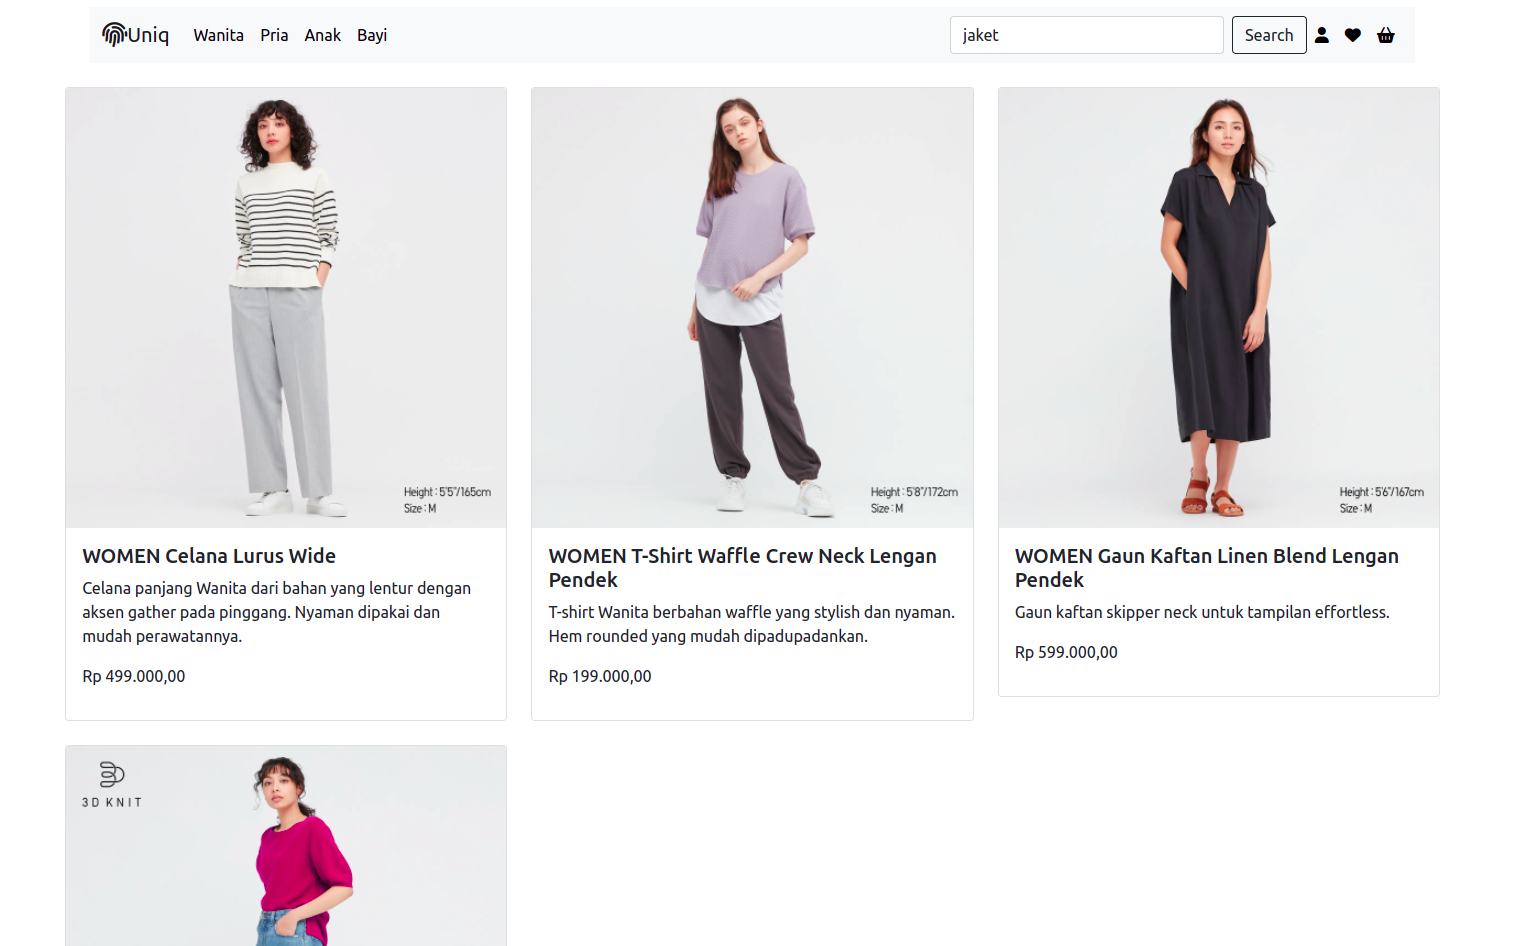 Uniq Wanita Pria Anak Bayi jaket Search
Height : 5'5"/165cm
Size : M
WOMEN Celana Lurus Wide
Celana panjang Wanita dari bahan yang lentur dengan
aksen gather pada pinggang. Nyaman dipakai dan
mudah perawatannya.
Rp 499.000,00
Height : 5'8"/172cm
Size : M
WOMEN T-Shirt Waffle Crew Neck Lengan
Pendek
T-shirt Wanita berbahan waffle yang stylish dan nyaman.
Hem rounded yang mudah dipadupadankan.
Rp 199.000,00
Height : 5'6"/167cm
Size : M
WOMEN Gaun Kaftan Linen Blend Lengan
Pendek
Gaun kaftan skipper neck untuk tampilan effortless.
Rp 599.000,00
3D KNIT